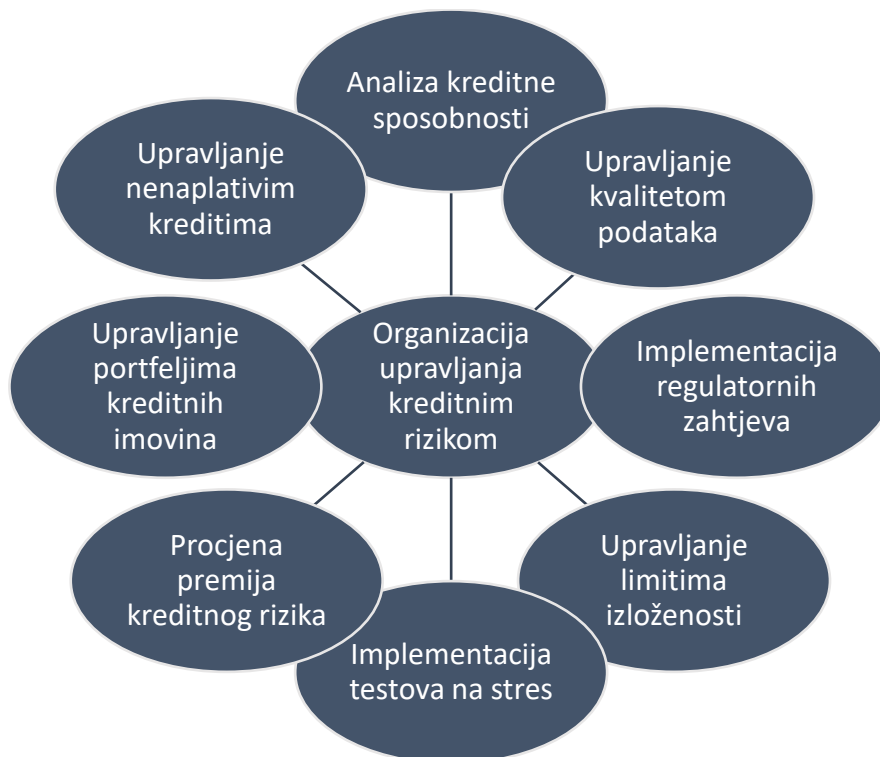 Analiza kreditne
sposobnosti
Upravljanje
kvalitetom
podataka
Implementacija
regulatornih
zahtjeva
Upravljanje
limitima
izloženosti
Implementacija
testova na stres
Procjena
premija
kreditnog rizika
Upravljanje
portfeljima
kreditnih
imovina
Upravljanje
nenaplativim
kreditima
Organizacija
upravljanja
kreditnim
rizikom